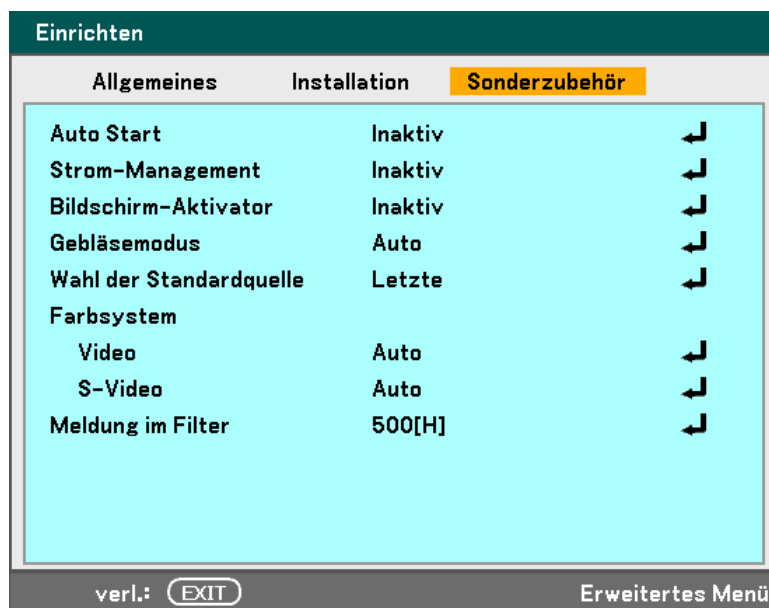 Einrichten
Allgemeines Installation Sonderzubehör
Auto Start Inaktiv
Strom-Management Inaktiv
Bildschirm-Aktivator Inaktiv
Gebläsemodus Auto
Wahl der Standardquelle Letzte
Farbsystem
Video Auto
S-Video Auto
Meldung im Filter 500[H]
verl.: EXIT Erweitertes Menü